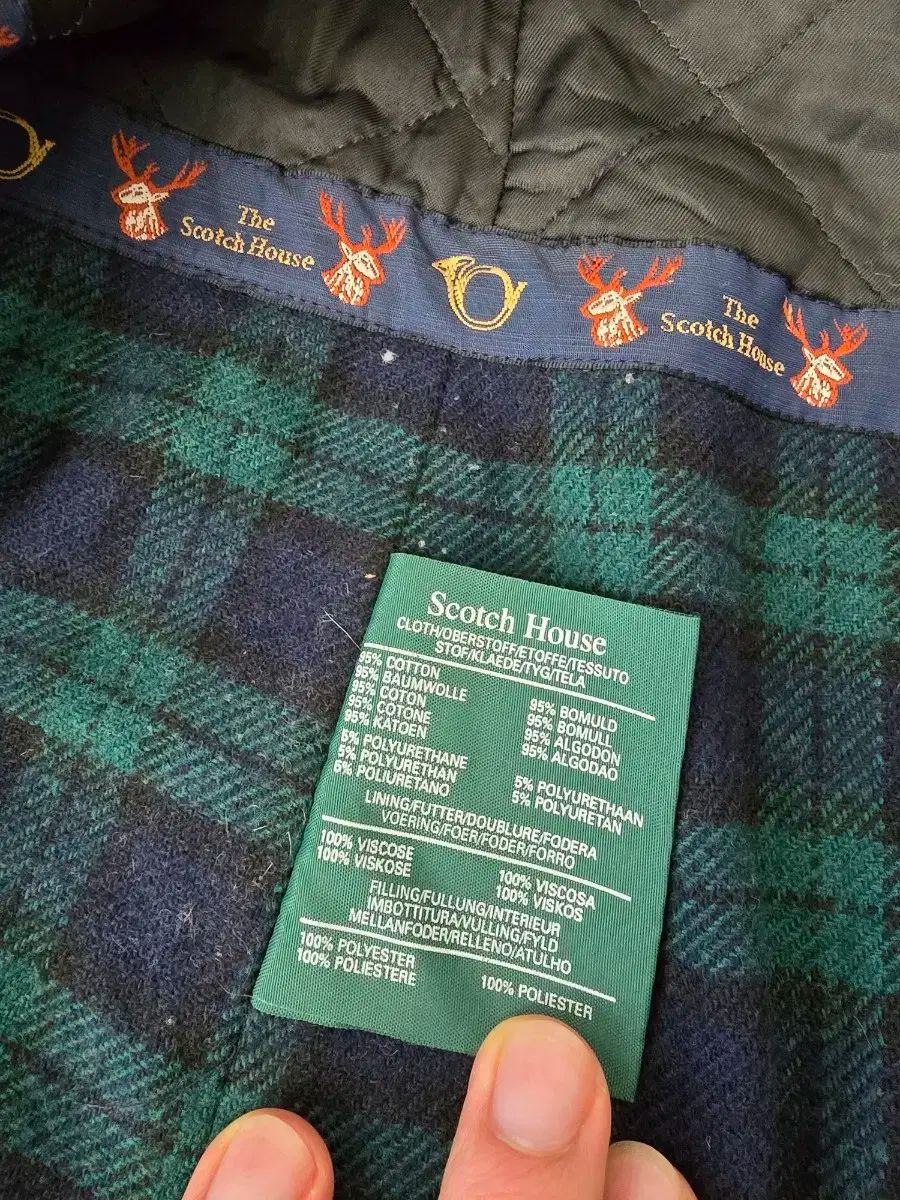 The
Scotch House
The
Scotch House
Scotch House
CLOTH/OBERSTOFF/ETOFFE/TESSUTO
STOF/KLAEDE/TYG/TELA
95% COTTON
95% BAUMWOLLE
95% COTON
95% COTONE
95% KATOEN
95% BOMULD
95% BOMULL
95% ALGODON
95% ALGODAO
5% POLYURETHANE
5% POLYURETHAN
5% POLIURETANO
5% POLYURETHAAN
5% POLYURETAN
LINING/FUTTER/DOUBLURE/FODERA
VOERING/FOER/FODER/FORRO
100% VISCOSE
100% VISKOSE
100% VISCOSA
100% VISKOS
FILLING/FULLUNG/INTERIEUR
IMBOTTITURA/VULLING/FYLD
MELLANFODER/RELLENO/ATULHO
100% POLYESTER
100% POLIESTERE
100% POLIESTER